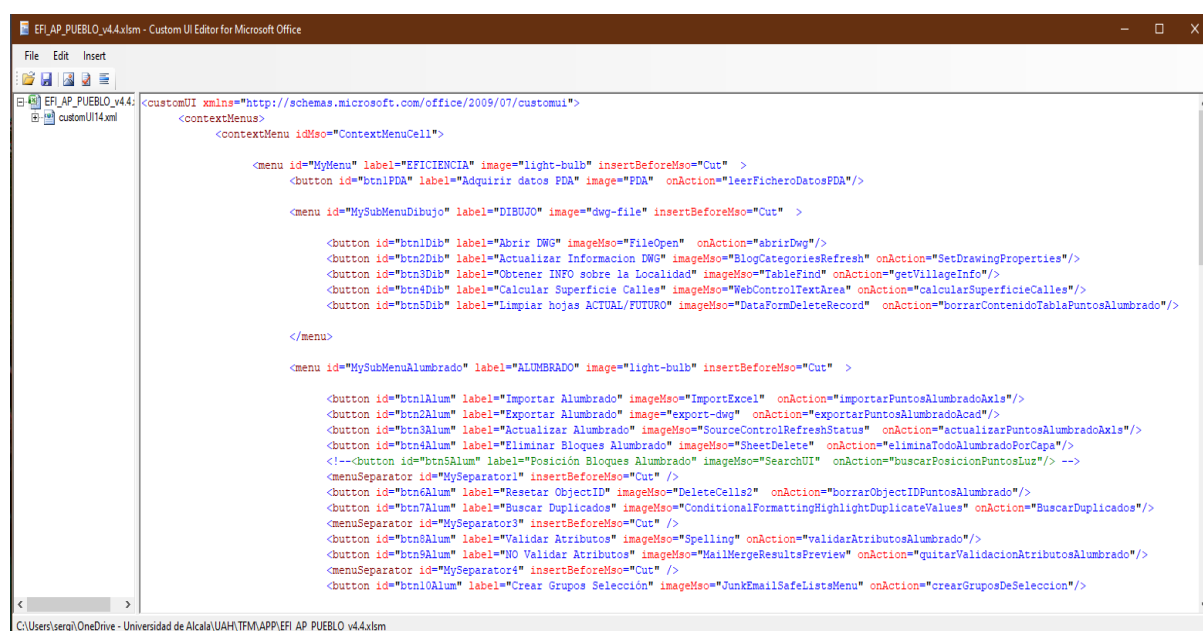 EFI_AP_PUEBLO_v4.4.xlsm - Custom UI Editor for Microsoft Office
File Edit Insert
EFI_AP_PUEBLO_v4.4.
customUI14.xml
<customUI xmlns="http://schemas.microsoft.com/office/2009/07/customui">
<contextMenus>
<contextMenu idMso="ContextMenuCell">
<menu id="MyMenu" label="EFICIENCIA" image="light-bulb" insertBeforeMso="Cut" >
<button id="btn1PDA" label="Adquirir datos PDA" image="PDA" onAction="leerFicheroDatosPDA"/>
<menu id="MySubMenuDibujo" label="DIBUJO" image="dwg-file" insertBeforeMso="Cut" >
<button id="btn1Dib" label="Abrir DWG" imageMso="FileOpen" onAction="abrirDwg"/>
<button id="btn2Dib" label="Actualizar Informacion DWG" imageMso="BlogCategoriesRefresh" onAction="SetDrawingProperties"/>
<button id="btn3Dib" label="Obtener INFO sobre la Localidad" imageMso="TableFind" onAction="getVillageInfo"/>
<button id="btn4Dib" label="Calcular Superficie Calles" imageMso="WebControlTextArea" onAction="calcularSuperficieCalles"/>
<button id="btn5Dib" label="Limpiar hojas ACTUAL/FUTURO" imageMso="DataFormDeleteRecord" onAction="borrarContenidoTablaPuntosAlumbrado"/>
</menu>
<menu id="MySubMenuAlumbrado" label="ALUMBRADO" image="light-bulb" insertBeforeMso="Cut" >
<button id="btn1Alum" label="Importar Alumbrado" imageMso="ImportExcel" onAction="importarPuntosAlumbradoAxls"/>
<button id="btn2Alum" label="Exportar Alumbrado" image="export-dwg" onAction="exportarPuntosAlumbradoAcad"/>
<button id="btn3Alum" label="Actualizar Alumbrado" imageMso="SourceControlRefreshStatus" onAction="actualizarPuntosAlumbradoAxls"/>
<button id="btn4Alum" label="Eliminar Bloques Alumbrado" imageMso="SheetDelete" onAction="eliminaTodoAlumbradoPorCapa"/>
<!--<button id="btn5Alum" label="Posición Bloques Alumbrado" imageMso="SearchUI" onAction="buscarPosicionPuntosLuz"/> -->
<menuSeparator id="MySeparator1" insertBeforeMso="Cut" />
<button id="btn6Alum" label="Resetar ObjectID" imageMso="DeleteCells2" onAction="borrarObjectIDPuntosAlumbrado"/>
<button id="btn7Alum" label="Buscar Duplicados" imageMso="ConditionalFormattingHighlightDuplicateValues" onAction="BuscarDuplicados"/>
<menuSeparator id="MySeparator3" insertBeforeMso="Cut" />
<button id="btn8Alum" label="Validar Atributos" imageMso="Spelling" onAction="validarAtributosAlumbrado"/>
<button id="btn9Alum" label="NO Validar Atributos" imageMso="MailMergeResultsPreview" onAction="quitarValidacionAtributosAlumbrado"/>
<menuSeparator id="MySeparator4" insertBeforeMso="Cut" />
<button id="btn10Alum" label="Crear Grupos Selección" imageMso="JunkEmailSafeListsMenu" onAction="crearGruposDeSeleccion"/>
C:\Users\sergi\OneDrive - Universidad de Alcala\UAH\TFM\APP\EFI_AP_PUEBLO_v4.4.xlsm